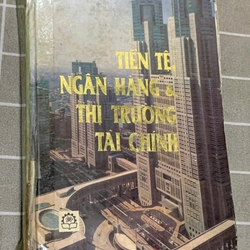 TIỀN TỆ,
NGÂN HÀNG &
THỊ TRƯỜNG
TÀI CHÍNH